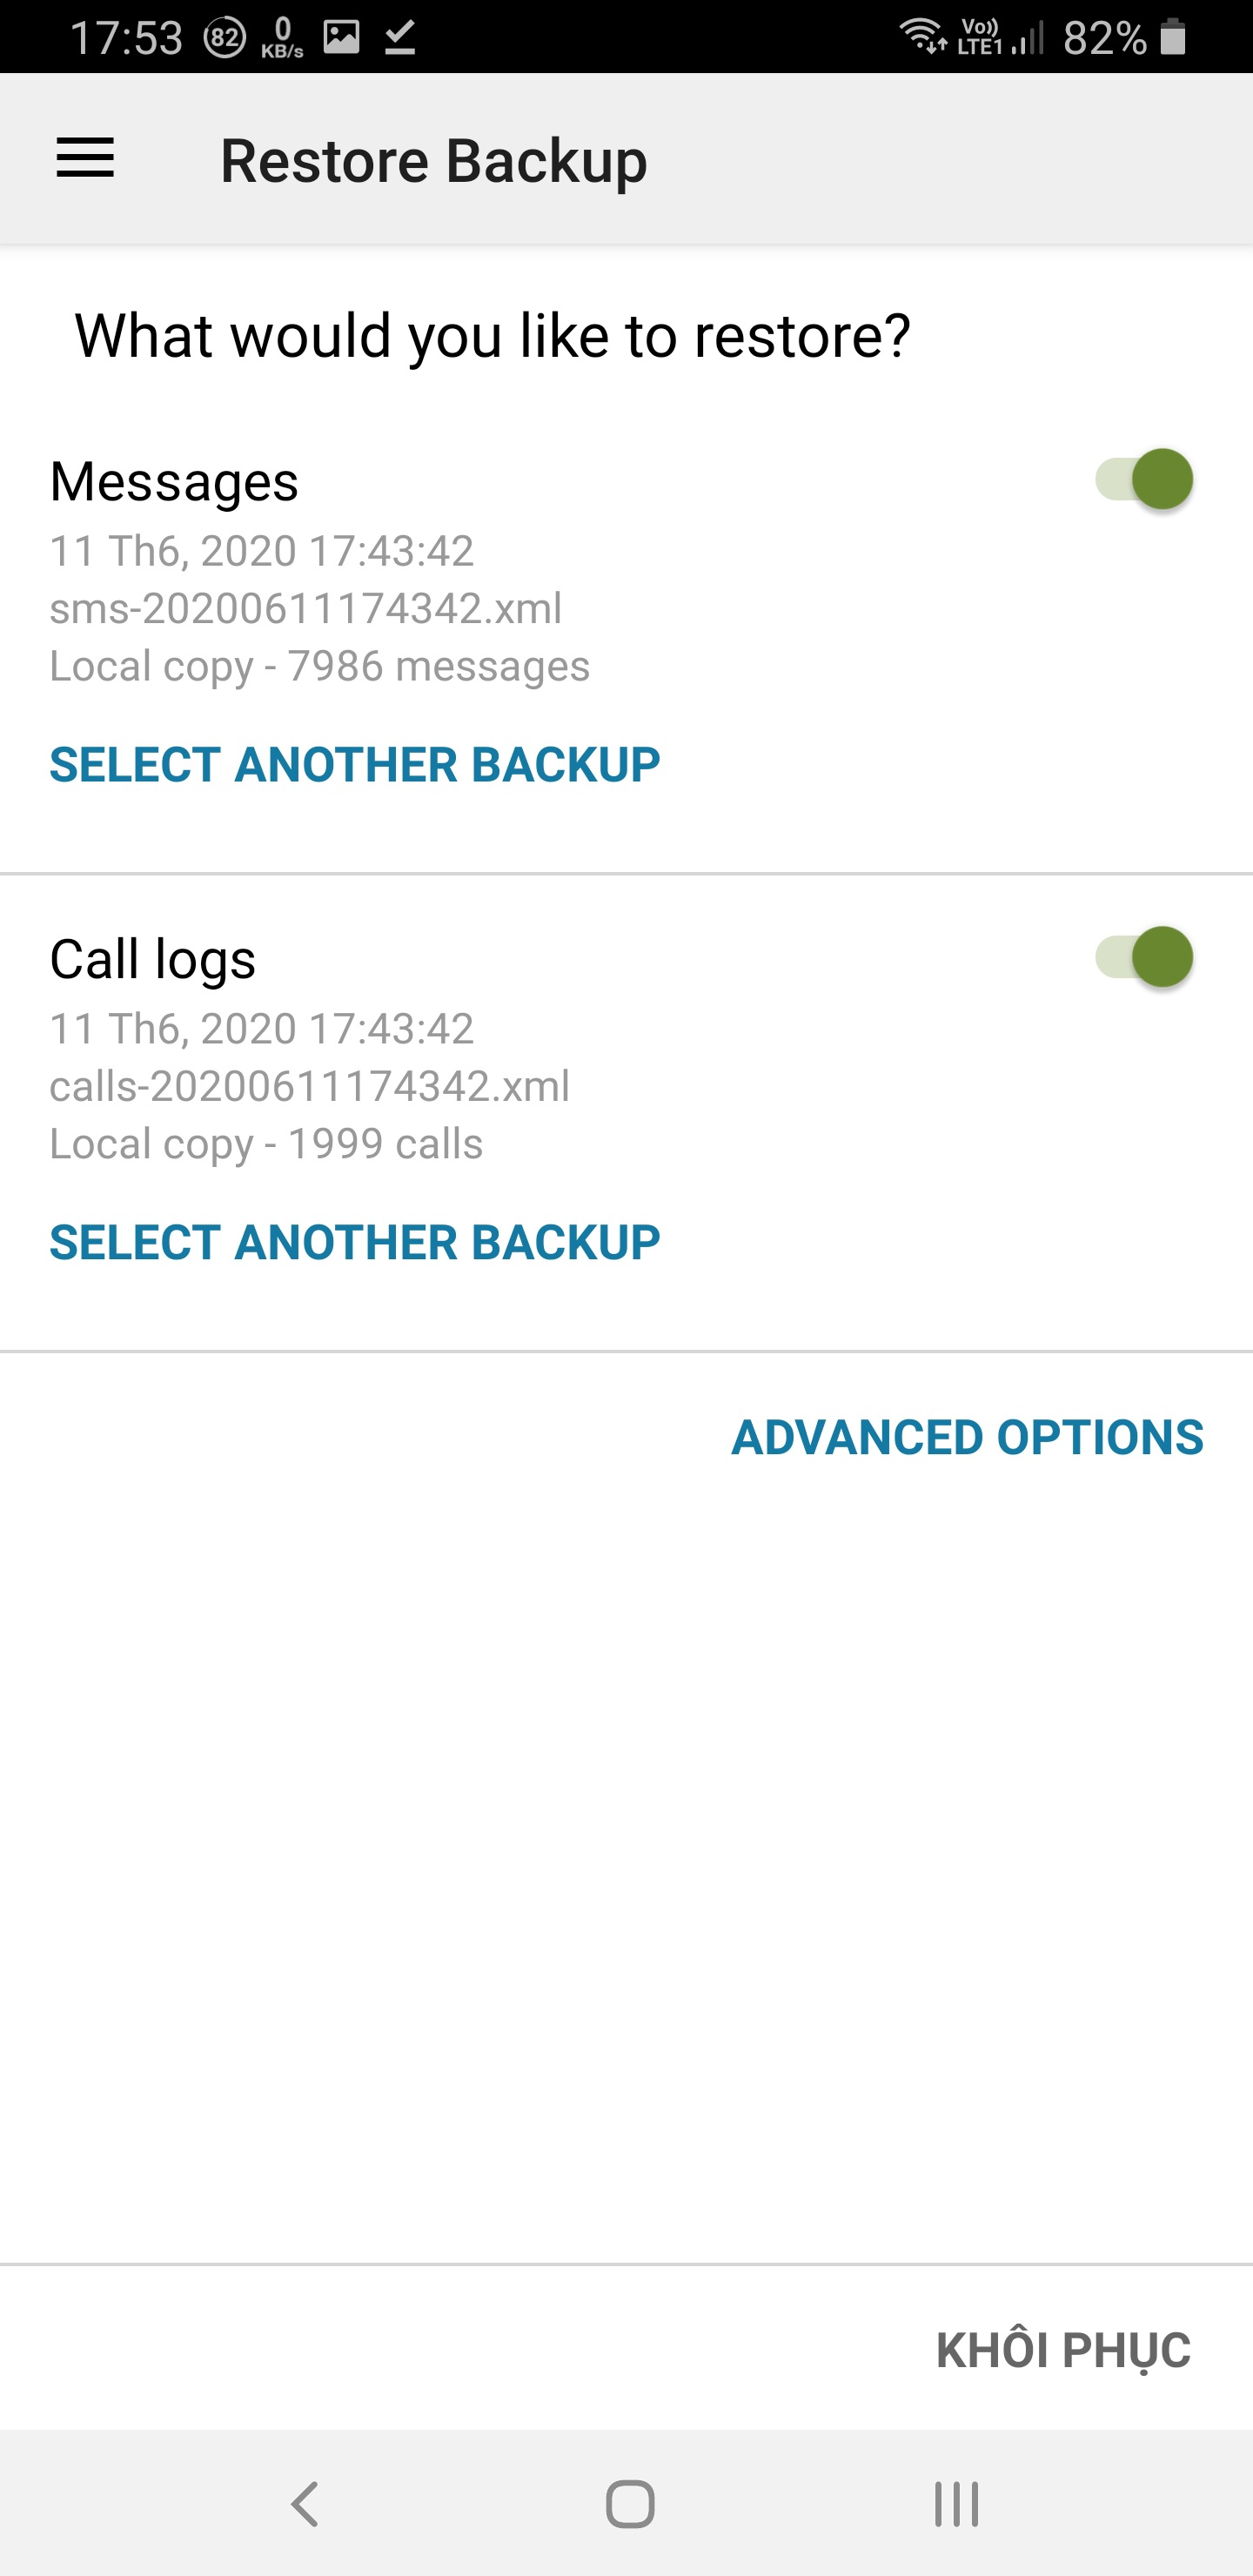 17:53 82 0 KB/s Vo)) LTE1 82%
Restore Backup
What would you like to restore?
Messages
11 Th6, 2020 17:43:42
sms-20200611174342.xml
Local copy - 7986 messages
SELECT ANOTHER BACKUP
Call logs
11 Th6, 2020 17:43:42
calls-20200611174342.xml
Local copy - 1999 calls
SELECT ANOTHER BACKUP
ADVANCED OPTIONS
KHÔI PHỤC